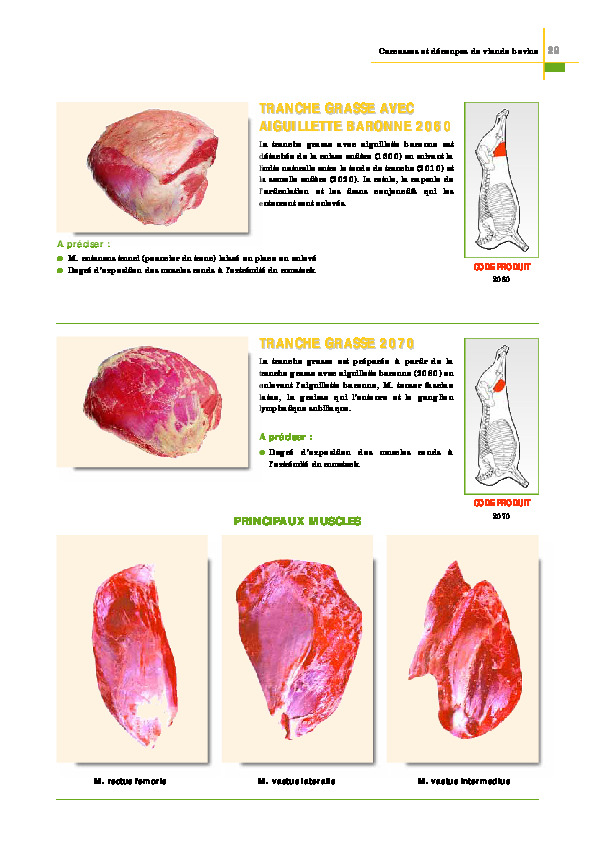 Carcasses et découpes de viande bovine 29
TRANCHE GRASSE AVEC
AIGUILLETTE BARONNE 2060
La tranche grasse avec aiguillette baronne est
détachée de la cuisse entière (1500) en suivant la
limite naturelle entre le tende de tranche (2010) et
la semelle entière (2020). La rotule, la capsule de
l'articulation et les tissus conjonctifs qui les
entourent sont enlevés.
A préciser :
M. cutaneus trunci (peaucier du tronc) laissé en place ou enlevé
Degré d'exposition des muscles ronds à l'extrémité du romsteck.
CODE PRODUIT
2060
TRANCHE GRASSE 2070
La tranche grasse est préparée à partir de la
tranche grasse avec aiguillette baronne (2060) en
enlevant l'aiguillette baronne, M. tensor fasciae
latae, la graisse qui l'entoure et le ganglion
lymphatique subiliaque.
A préciser :
Degré d'exposition des muscles ronds à
l'extrémité du romsteck.
CODE PRODUIT
2070
PRINCIPAUX MUSCLES
M. rectus femoris
M. vastus lateralis
M. vastus intermedius